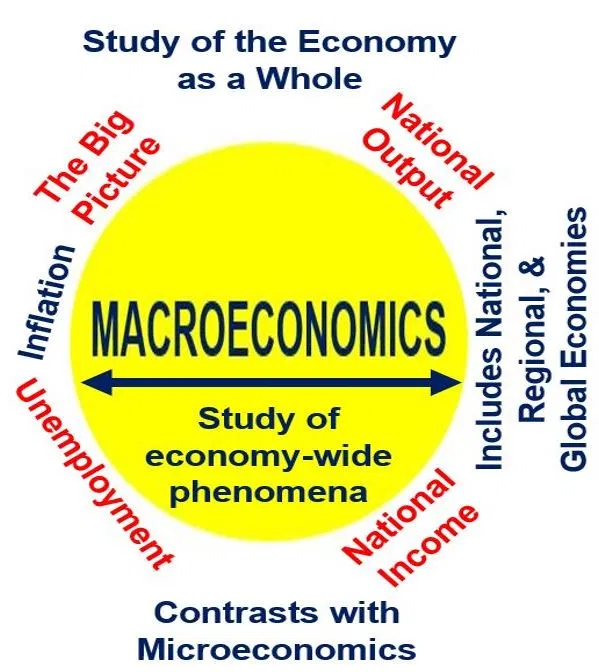 Study of the Economy
as a Whole
The Big
Picture
National
Output
Inflation
Includes National,
Regional, &
Global Economies
MACROECONOMICS
Study of
economy-wide
phenomena
Unemployment
National
Income
Contrasts with
Microeconomics